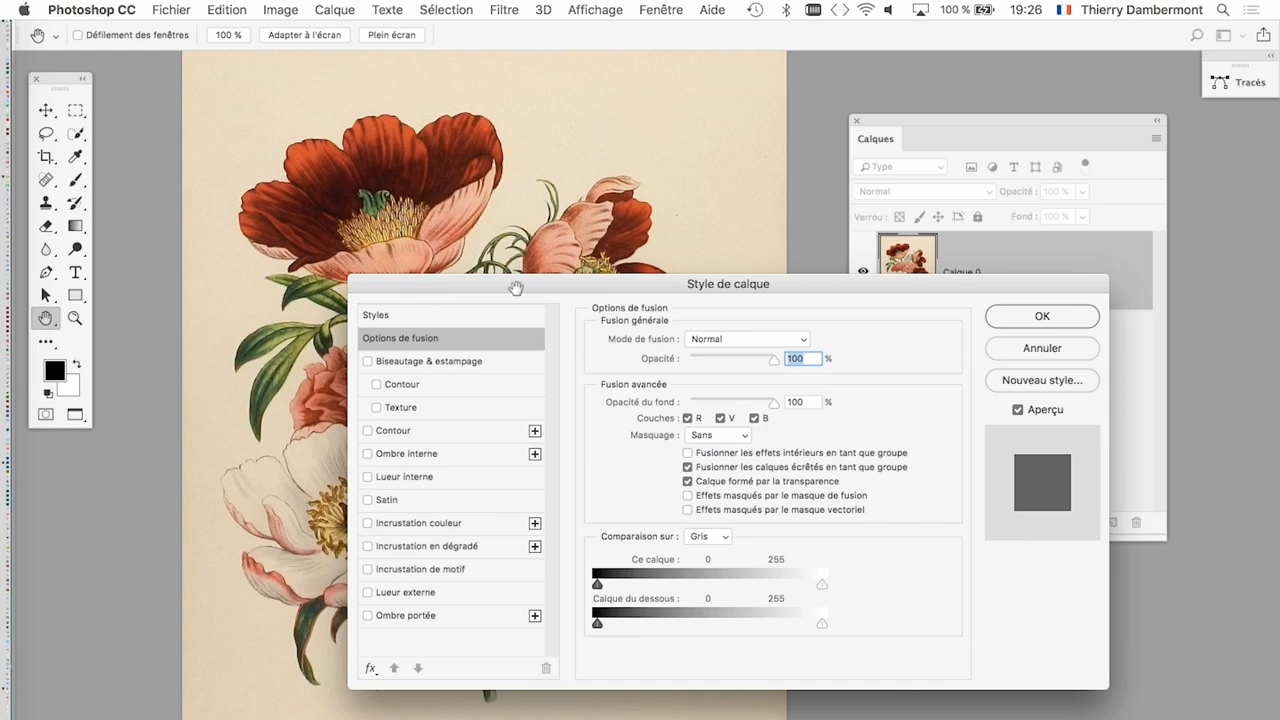 Photoshop CC Fichier Edition Image Calque Texte Sélection Filtre 3D Affichage Fenêtre Aide 100 % 19:26 Thierry Dambermont
Défilement des fenêtres 100 % Adapter à l'écran Plein écran
Tracés
Calques
Type
Normal Opacité : 100 %
Verrou : Fond : 100 %
Calque 0
Style de calque
Styles
Options de fusion
Biseautage & estampage
Contour
Texture
Contour
Ombre interne
Lueur interne
Satin
Incrustation couleur
Incrustation en dégradé
Incrustation de motif
Lueur externe
Ombre portée
fx
Options de fusion
Fusion générale
Mode de fusion : Normal
Opacité : 100 %
Fusion avancée
Opacité du fond : 100 %
Couches : R V B
Masquage : Sans
Fusionner les effets intérieurs en tant que groupe
Fusionner les calques écrêtés en tant que groupe
Calque formé par la transparence
Effets masqués par le masque de fusion
Effets masqués par le masque vectoriel
Comparaison sur : Gris
Ce calque : 0 255
Calque du dessous : 0 255
OK
Annuler
Nouveau style...
Aperçu